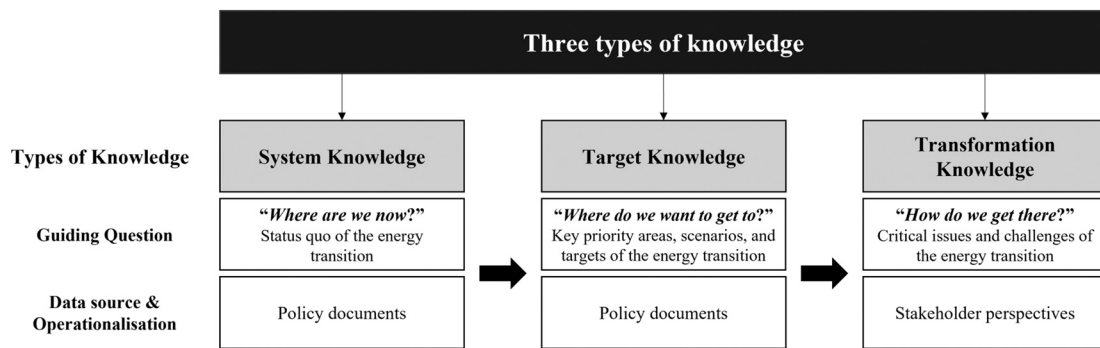 Three types of knowledge
Types of Knowledge
System Knowledge
Target Knowledge
Transformation
Knowledge
Guiding Question
“Where are we now?”
Status quo of the energy
transition
“Where do we want to get to?”
Key priority areas, scenarios, and
targets of the energy transition
“How do we get there?”
Critical issues and challenges of
the energy transition
Data source &
Operationalisation
Policy documents
Policy documents
Stakeholder perspectives